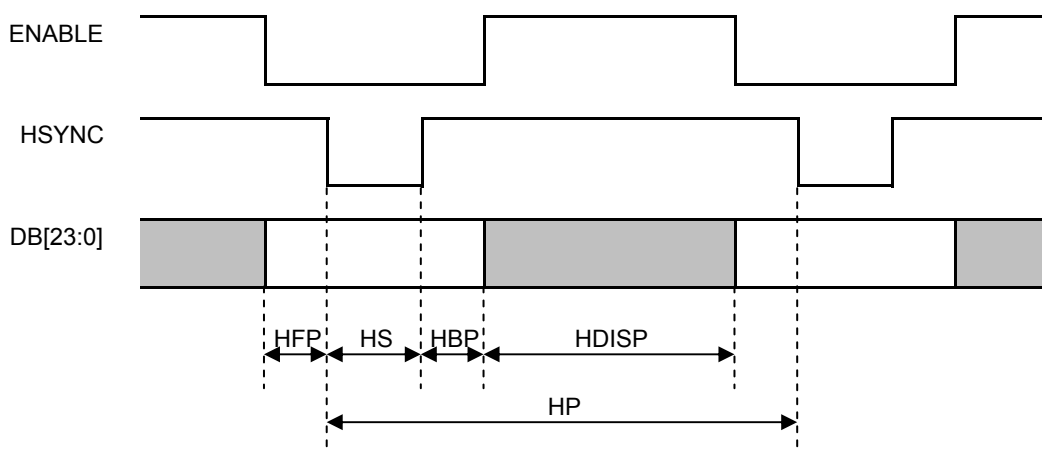 ENABLE
HSYNC
DB[23:0]
HFP HS HBP HDISP
HP